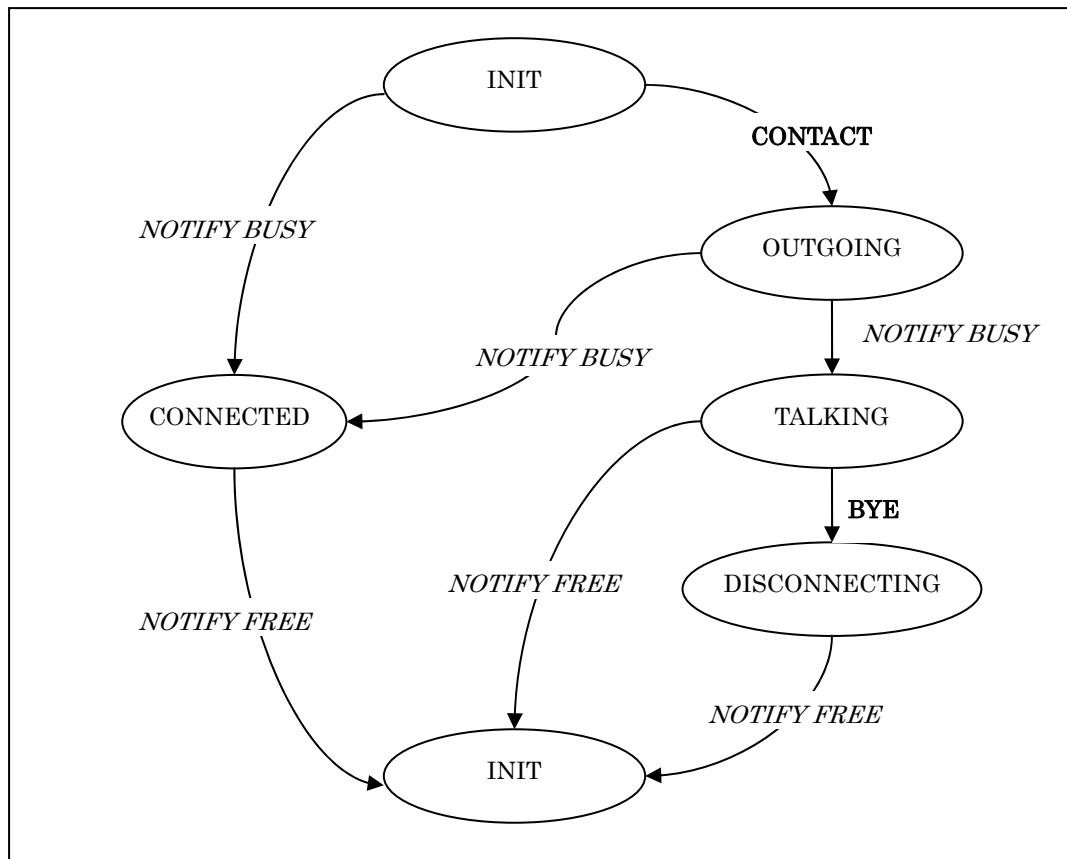 INIT
CONTACT
NOTIFY BUSY
OUTGOING
NOTIFY BUSY
NOTIFY BUSY
CONNECTED
TALKING
BYE
NOTIFY FREE
DISCONNECTING
NOTIFY FREE
NOTIFY FREE
INIT